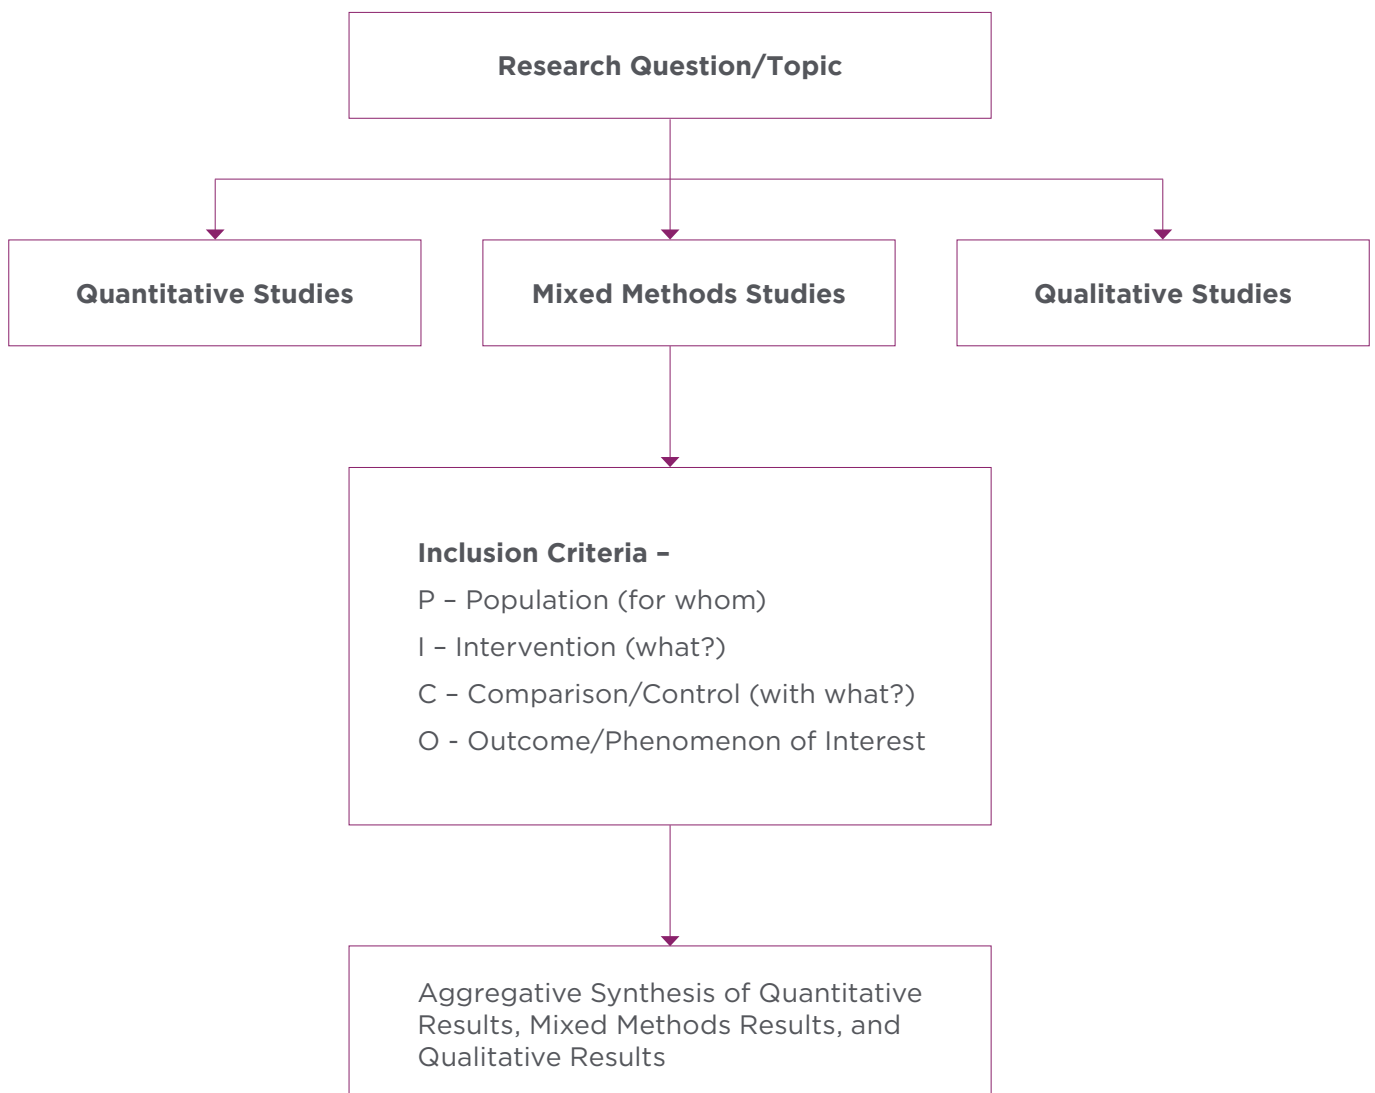 Research Question/Topic
Quantitative Studies
Mixed Methods Studies
Qualitative Studies
Inclusion Criteria –
P – Population (for whom)
I – Intervention (what?)
C – Comparison/Control (with what?)
O - Outcome/Phenomenon of Interest
Aggregative Synthesis of Quantitative
Results, Mixed Methods Results, and
Qualitative Results